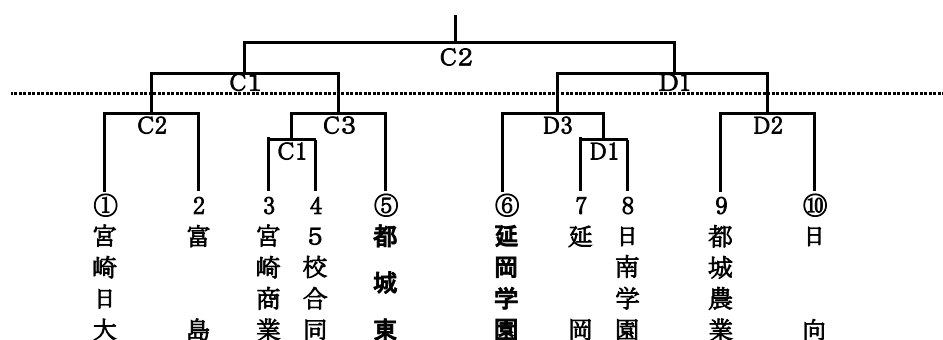 C2
C1
D1
C2
C3
D3
D2
C1
D1
①
2
3
4
⑤
⑥
7
8
9
⑩
宮崎日大
富島
宮崎商業
5校合同
都城東
延岡学園
延岡
日南学園
都城農業
日向